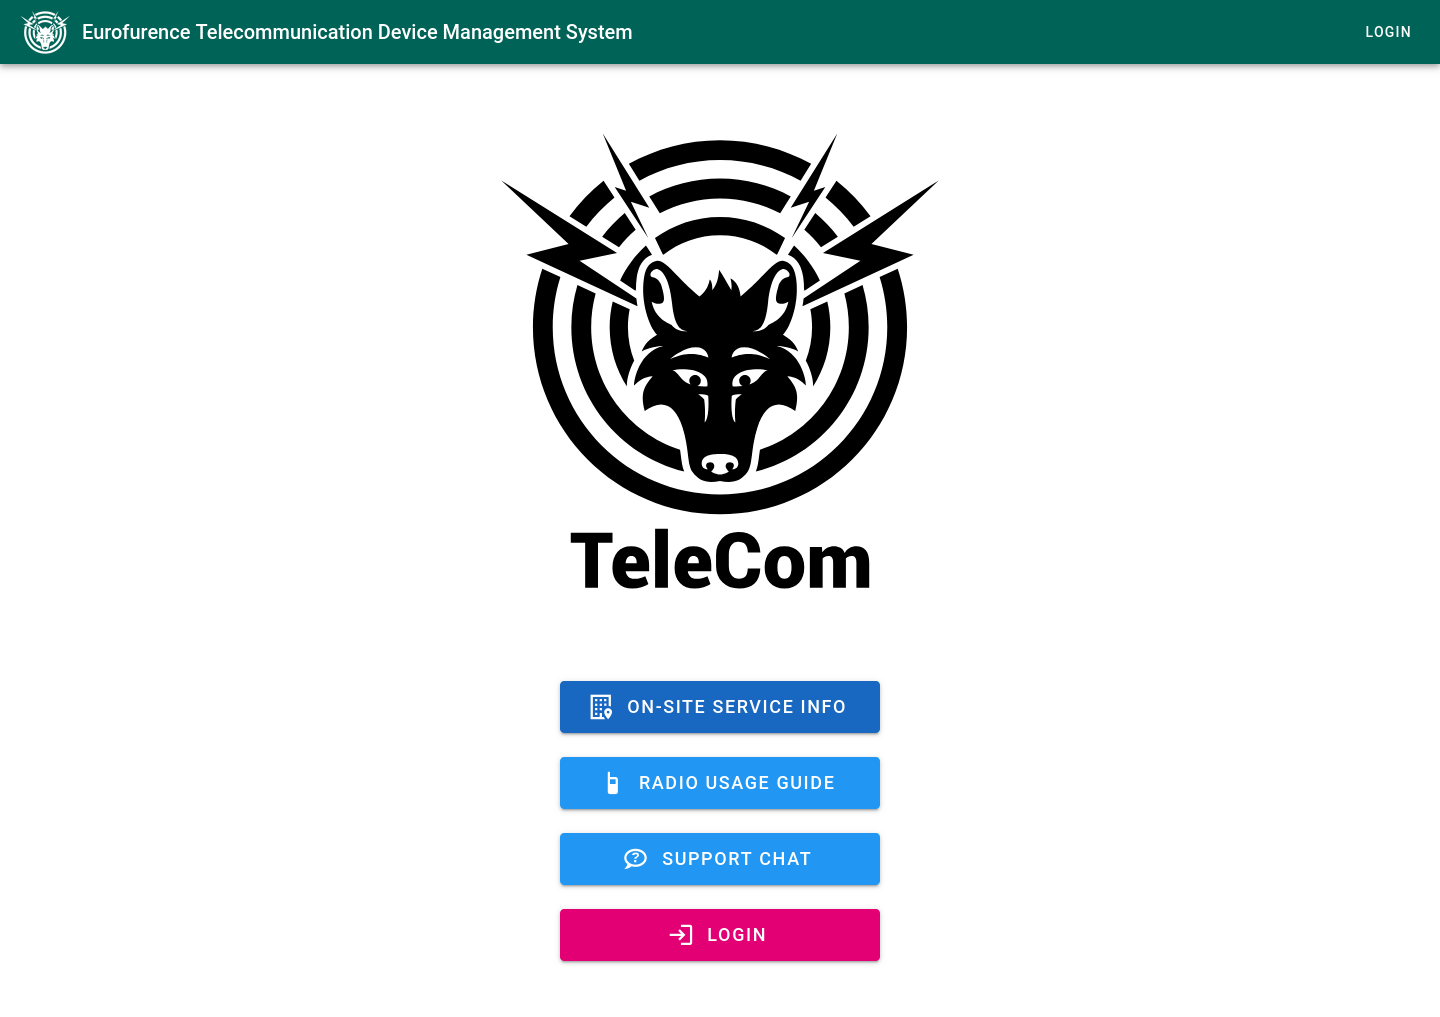 Eurofurence Telecommunication Device Management System
LOGIN
TeleCom
ON-SITE SERVICE INFO
RADIO USAGE GUIDE
SUPPORT CHAT
LOGIN